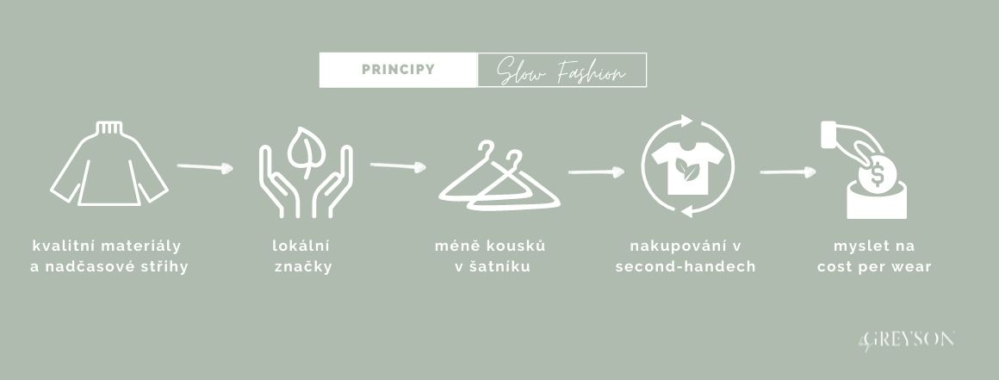 PRINCIPY Slow Fashion
kvalitní materiály
a nadčasové střihy
lokální
značky
méně kousků
v šatníku
nakupování v
second-handech
myslet na
cost per wear
$
by GREYSON